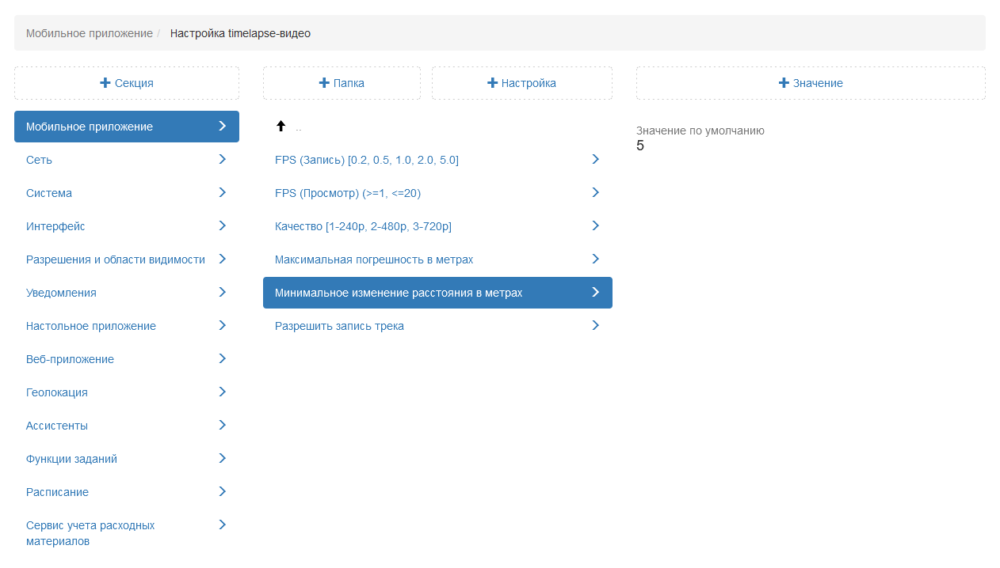 Мобильное приложение / Настройка timelapse-видео
Секция
Папка
Настройка
Значение
Мобильное приложение
Сеть
Система
Интерфейс
Разрешения и области видимости
Уведомления
Настольное приложение
Веб-приложение
Геолокация
Ассистенты
Функции заданий
Расписание
Сервис учета расходных
материалов
..
FPS (Запись) [0.2, 0.5, 1.0, 2.0, 5.0]
FPS (Просмотр) (>=1, <=20)
Качество [1-240p, 2-480p, 3-720p]
Максимальная погрешность в метрах
Минимальное изменение расстояния в метрах
Разрешить запись трека
Значение по умолчанию
5